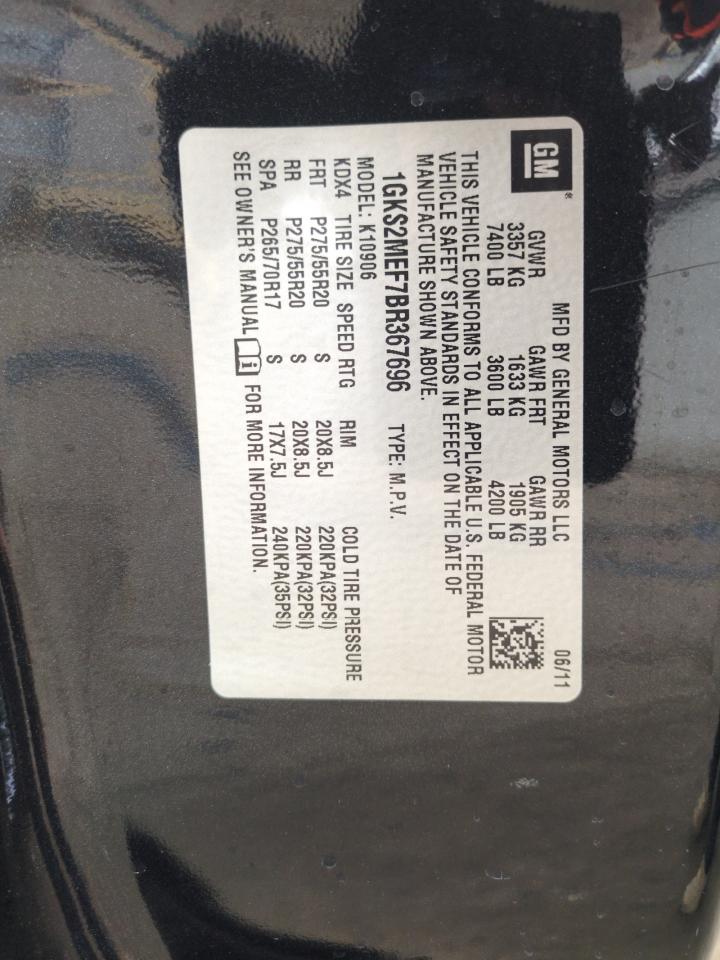 GM®
MFD BY GENERAL MOTORS LLC 06/11
GVWR GAWR FRT GAWR RR
3357 KG 1633 KG 1905 KG
7400 LB 3600 LB 4200 LB
THIS VEHICLE CONFORMS TO ALL APPLICABLE U.S. FEDERAL MOTOR
VEHICLE SAFETY STANDARDS IN EFFECT ON THE DATE OF
MANUFACTURE SHOWN ABOVE.
1GKS2MEF7BR367696 TYPE: M.P.V.
MODEL: K10906
KDX4 TIRE SIZE SPEED RTG RIM COLD TIRE PRESSURE
FRT P275/55R20 S 20X8.5J 220KPA(32PSI)
RR P275/55R20 S 20X8.5J 220KPA(32PSI)
SPA P265/70R17 S 17X7.5J 240KPA(35PSI)
SEE OWNER'S MANUAL i FOR MORE INFORMATION.